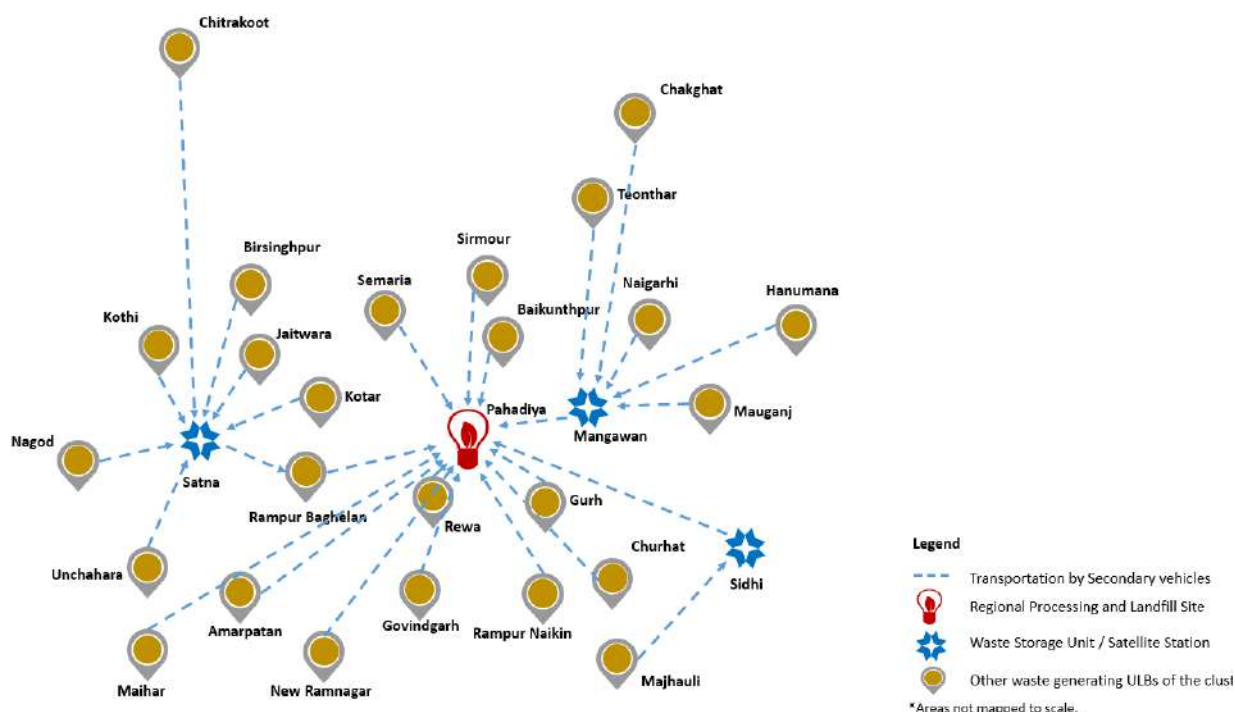 Chitrakoot
Chakghat
Teonthar
Sirmour
Birsinghpur
Semaria
Naigarhi
Hanumana
Baikunthpur
Kothi
Jaitwara
Kotar
Pahadiya
Mauganj
Mangawan
Nagod
Satna
Rampur Baghelan
Rewa
Gurh
Churhat
Unchahara
Sidhi
Amarpatan
Govindgarh
Rampur Naikin
Maihar
New Ramnagar
Majhauli
Legend
Transportation by Secondary vehicles
Regional Processing and Landfill Site
Waste Storage Unit / Satellite Station
Other waste generating ULBs of the clust
*Areas not mapped to scale.